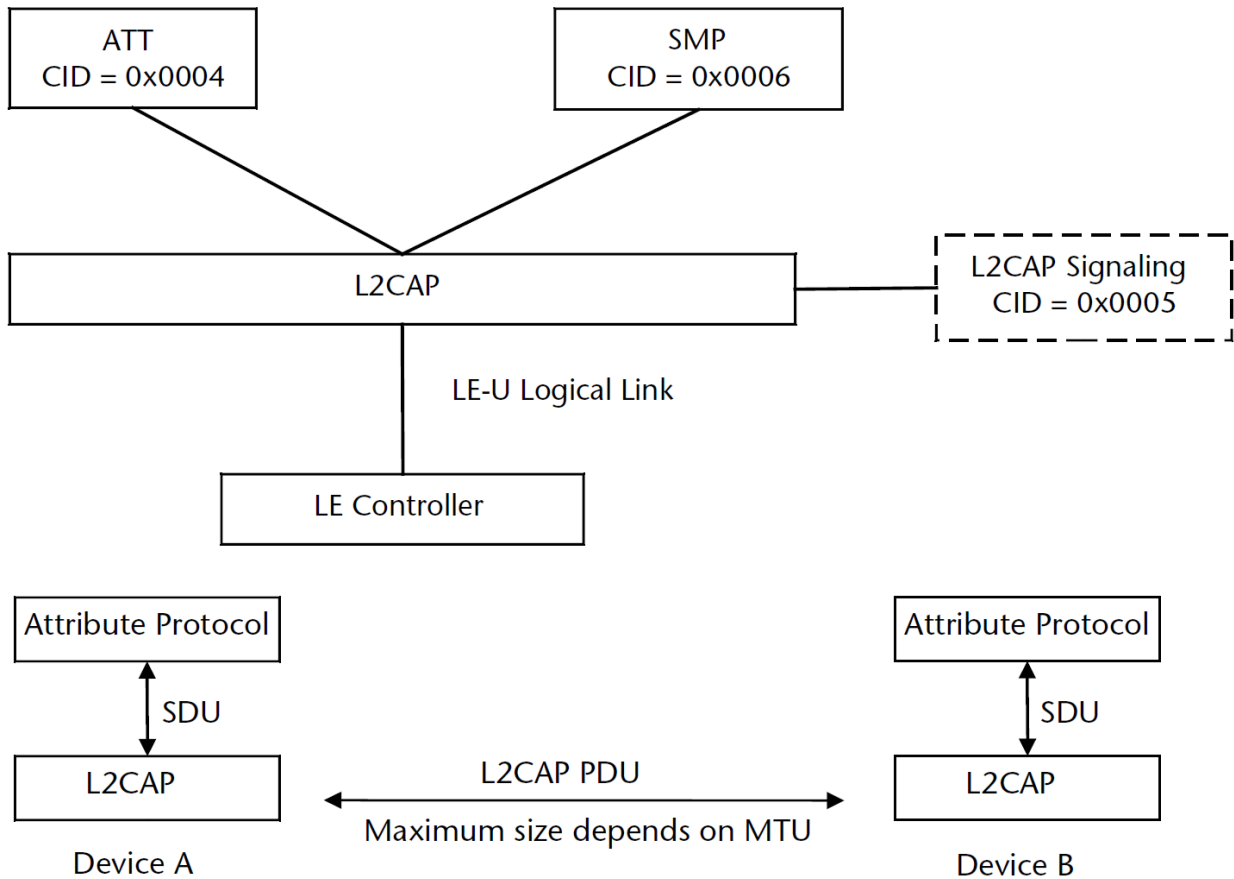 ATT
CID = 0x0004
SMP
CID = 0x0006
L2CAP
L2CAP Signaling
CID = 0x0005
LE-U Logical Link
LE Controller
Attribute Protocol
SDU
L2CAP
Device A
L2CAP PDU
Maximum size depends on MTU
Attribute Protocol
SDU
L2CAP
Device B